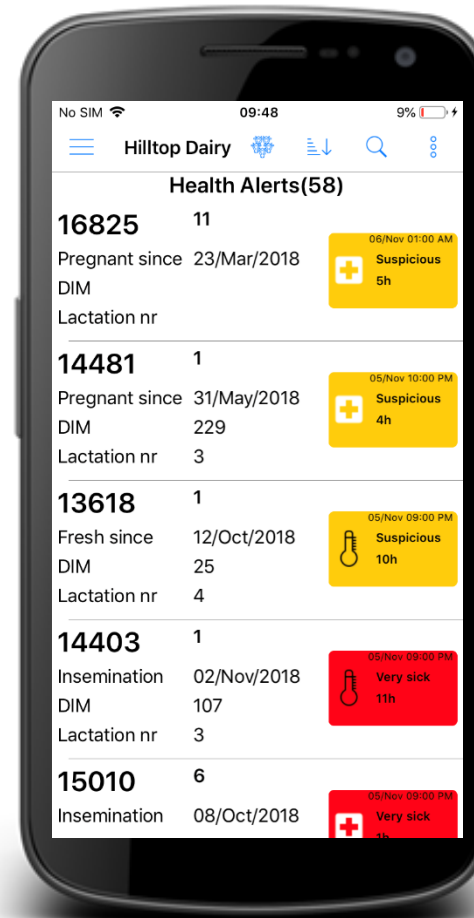 No SIM 09:48 9%
Hilltop Dairy
Health Alerts(58)
16825 11
06/Nov 01:00 AM
Pregnant since 23/Mar/2018 Suspicious
DIM 5h
Lactation nr
14481 1
05/Nov 10:00 PM
Pregnant since 31/May/2018 Suspicious
DIM 229 4h
Lactation nr 3
13618 1
05/Nov 09:00 PM
Fresh since 12/Oct/2018 Suspicious
DIM 25 10h
Lactation nr 4
14403 1
05/Nov 09:00 PM
Insemination 02/Nov/2018 Very sick
DIM 107 11h
Lactation nr 3
15010 6
05/Nov 09:00 PM
Insemination 08/Oct/2018 Very sick
1h